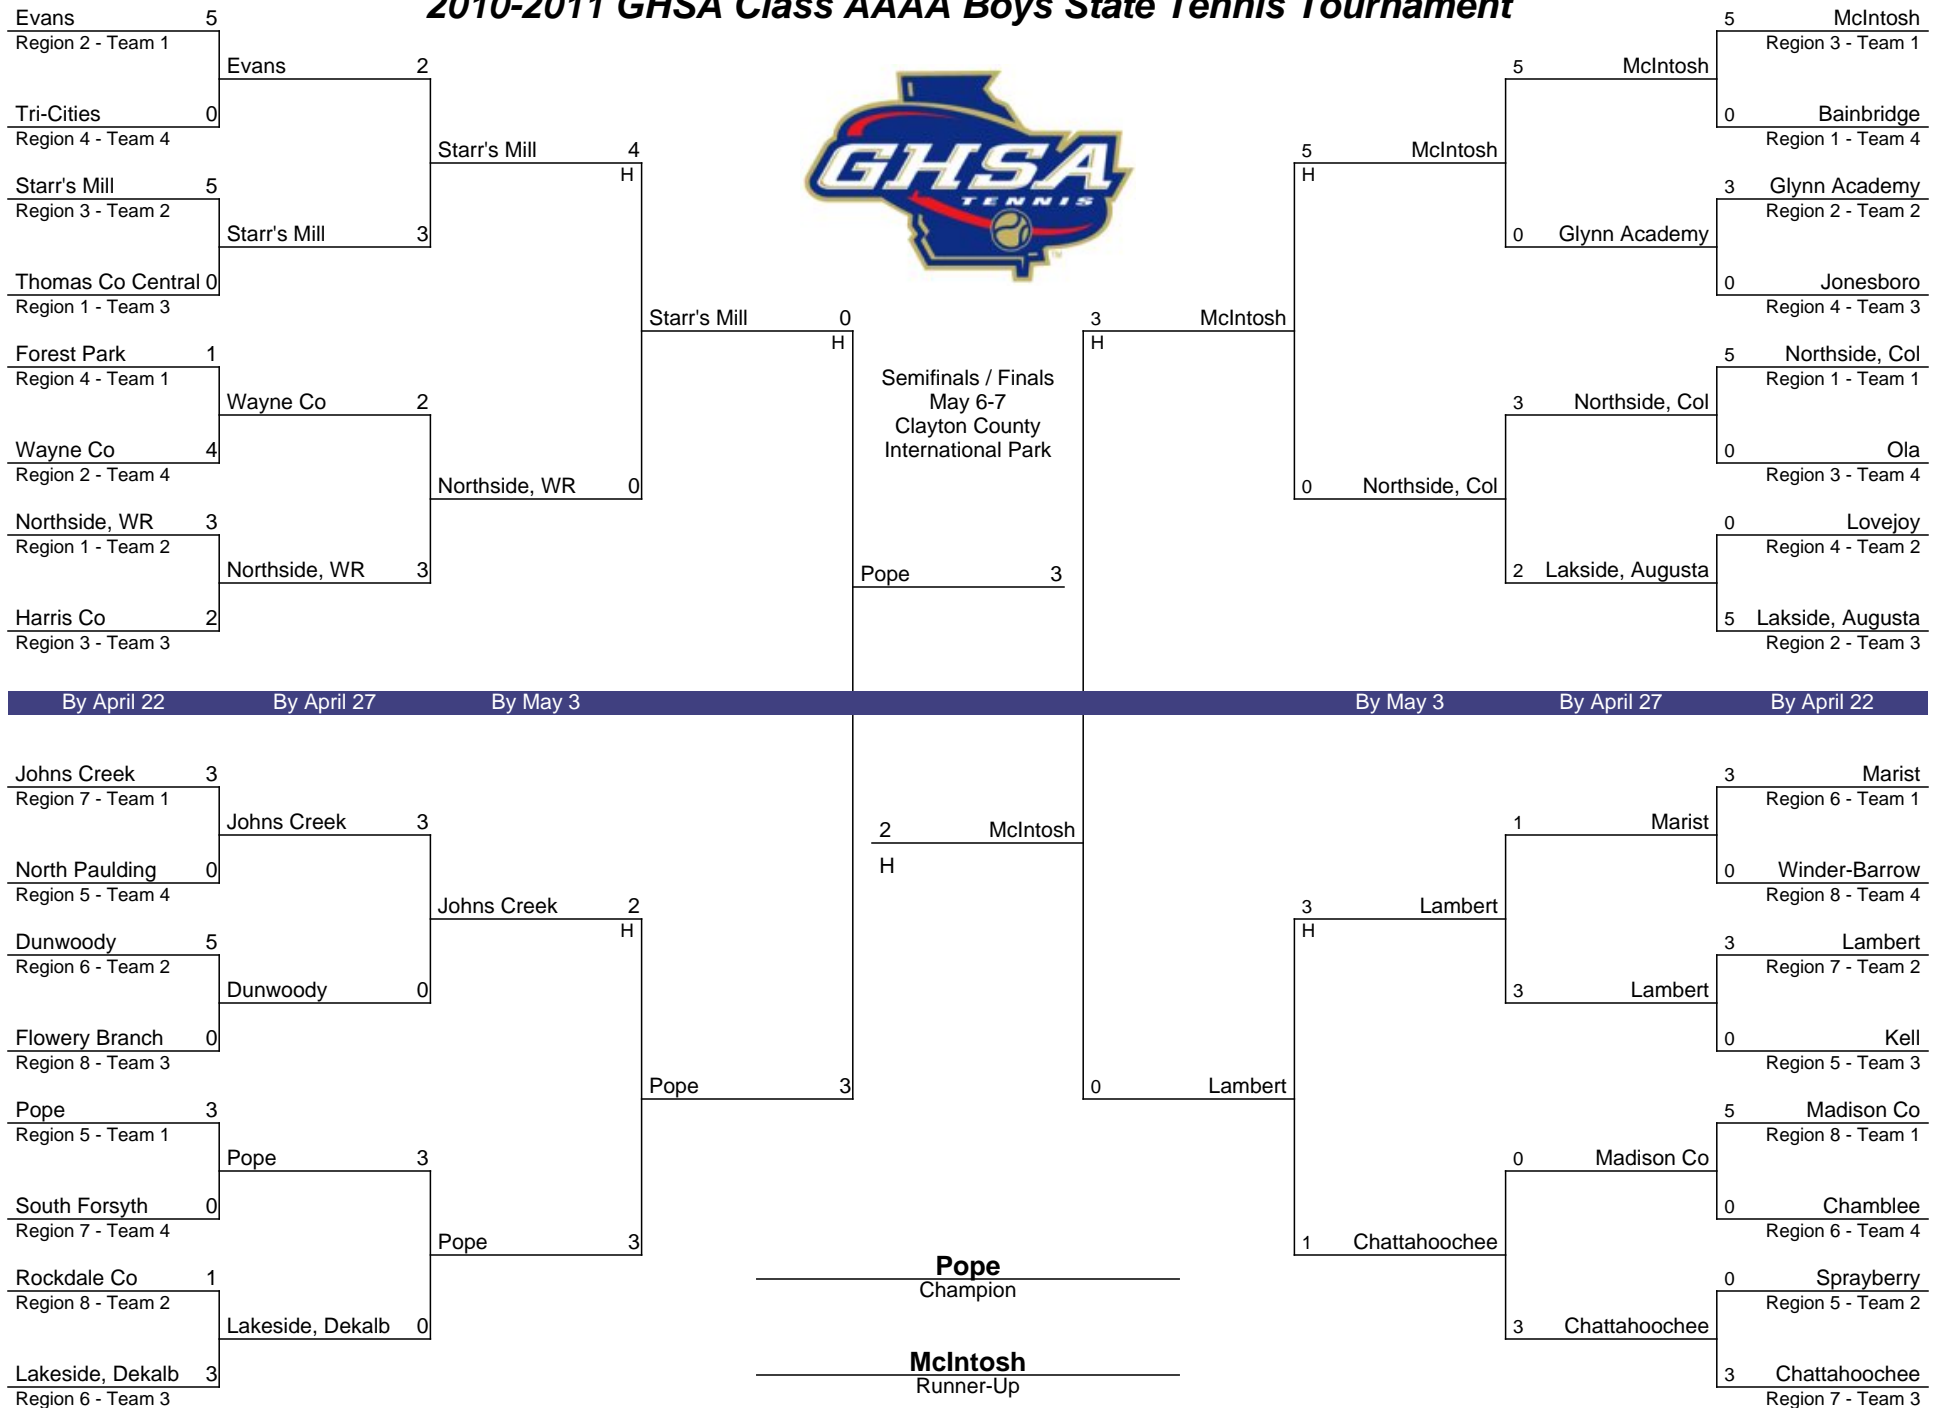 2010-2011 GHSA Class AAAA Boys State Tennis Tournament
Evans 5
Region 2 - Team 1
Tri-Cities 0
Region 4 - Team 4
Starr's Mill 5
Region 3 - Team 2
Thomas Co Central 0
Region 1 - Team 3
Forest Park 1
Region 4 - Team 1
Wayne Co 4
Region 2 - Team 4
Northside, WR 3
Region 1 - Team 2
Harris Co 2
Region 3 - Team 3
Evans 2
Starr's Mill 3
Wayne Co 2
Northside, WR 3
Starr's Mill 4
H
Northside, WR 0
Starr's Mill 0
H
GHSA
TENNIS
TM
Semifinals / Finals
May 6-7
Clayton County
International Park
Pope 3
3 McIntosh
H
5 McIntosh
H
0 Northside, Col
5 McIntosh
0 Glynn Academy
3 Northside, Col
2 Lakside, Augusta
5 McIntosh
Region 3 - Team 1
0 Bainbridge
Region 1 - Team 4
3 Glynn Academy
Region 2 - Team 2
0 Jonesboro
Region 4 - Team 3
5 Northside, Col
Region 1 - Team 1
0 Ola
Region 3 - Team 4
0 Lovejoy
Region 4 - Team 2
5 Lakside, Augusta
Region 2 - Team 3
By April 22 By April 27 By May 3 By May 3 By April 27 By April 22
Johns Creek 3
Region 7 - Team 1
North Paulding 0
Region 5 - Team 4
Dunwoody 5
Region 6 - Team 2
Flowery Branch 0
Region 8 - Team 3
Pope 3
Region 5 - Team 1
South Forsyth 0
Region 7 - Team 4
Rockdale Co 1
Region 8 - Team 2
Lakeside, Dekalb 3
Region 6 - Team 3
Johns Creek 3
Dunwoody 0
Pope 3
Lakeside, Dekalb 0
Johns Creek 2
H
Pope 3
Pope 3
2 McIntosh
H
0 Lambert
3 Lambert
H
1 Chattahoochee
1 Marist
3 Lambert
0 Madison Co
3 Chattahoochee
3 Marist
Region 6 - Team 1
0 Winder-Barrow
Region 8 - Team 4
3 Lambert
Region 7 - Team 2
0 Kell
Region 5 - Team 3
5 Madison Co
Region 8 - Team 1
0 Chamblee
Region 6 - Team 4
0 Sprayberry
Region 5 - Team 2
3 Chattahoochee
Region 7 - Team 3
Pope
Champion
McIntosh
Runner-Up